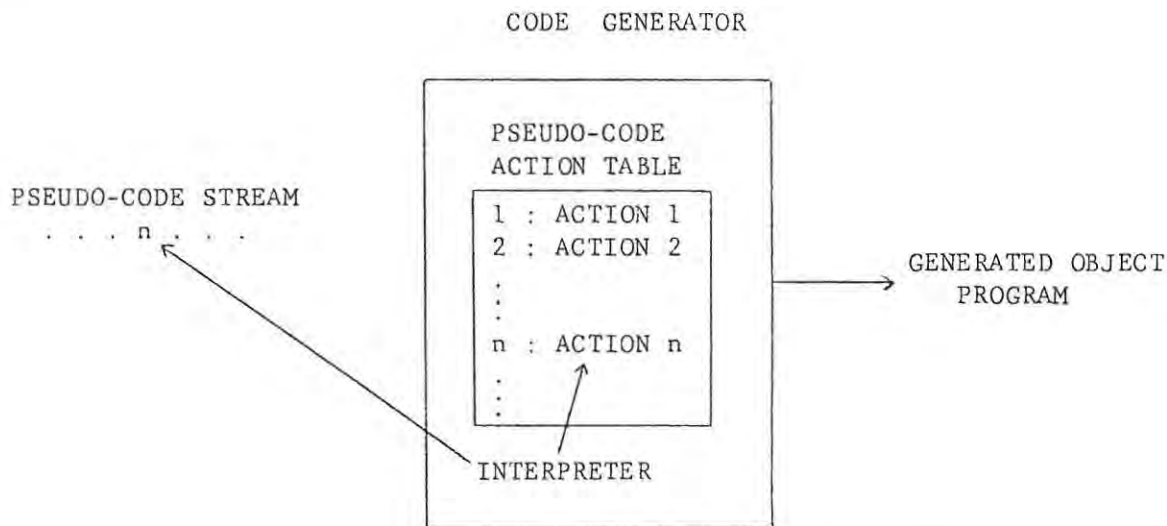 CODE GENERATOR
PSEUDO-CODE
ACTION TABLE
PSEUDO-CODE STREAM
. . . n . . .
1 : ACTION 1
2 : ACTION 2
.
.
.
n : ACTION n
.
.
.
INTERPRETER
GENERATED OBJECT
PROGRAM